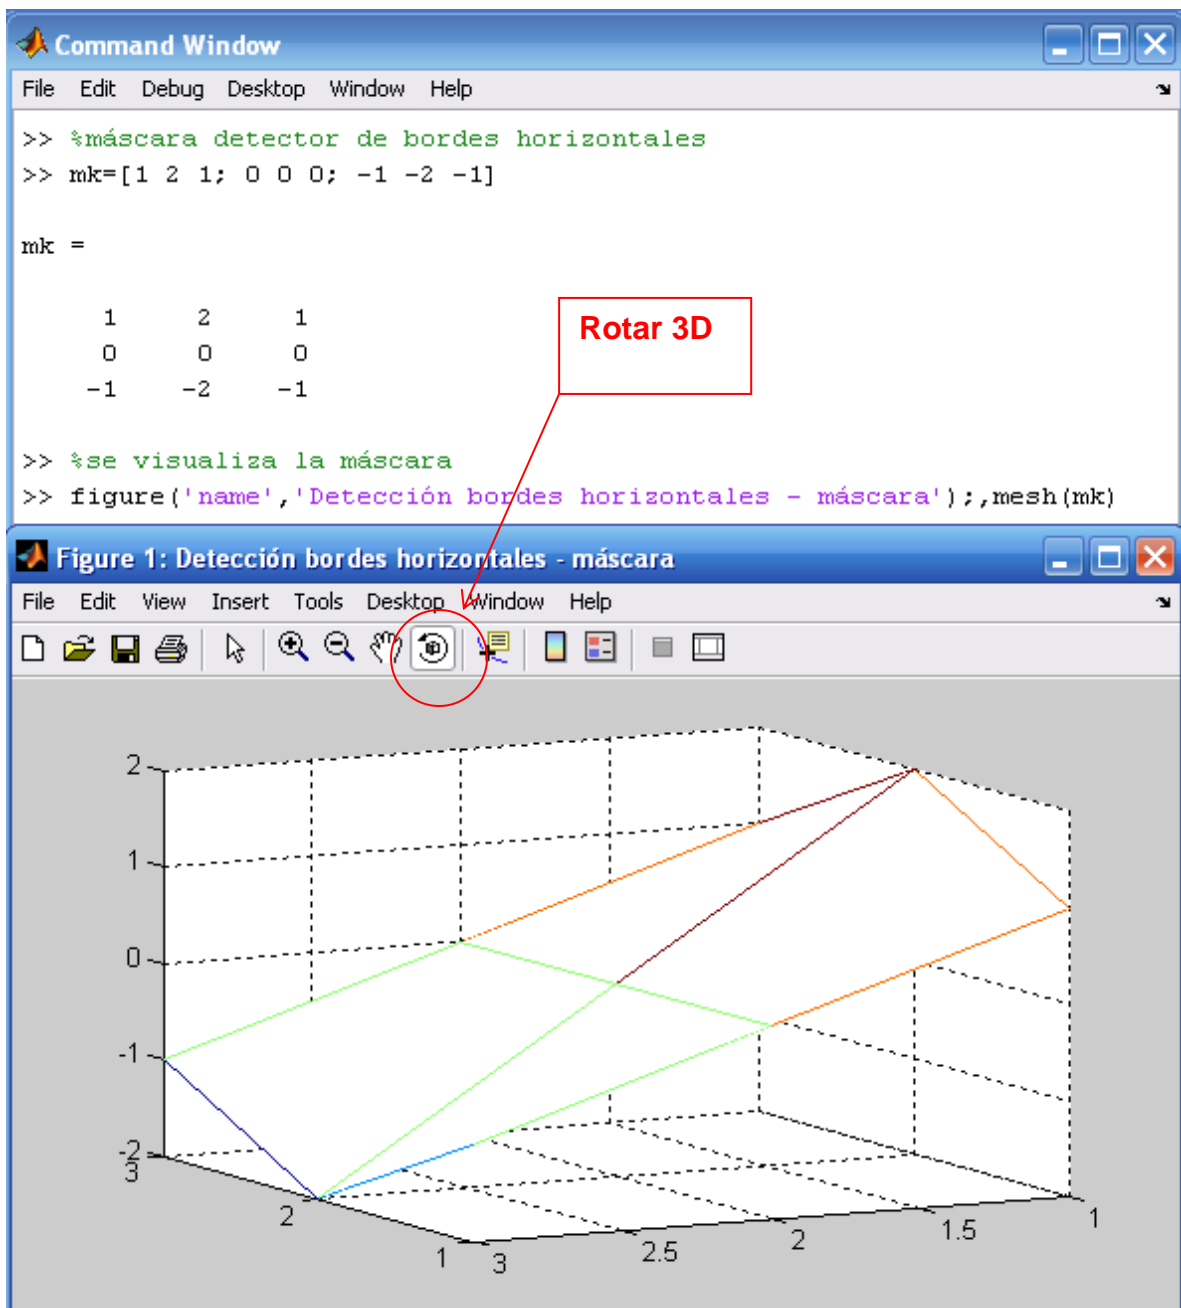 Command Window
File Edit Debug Desktop Window Help
>> %máscara detector de bordes horizontales
>> mk=[1 2 1; 0 0 0; -1 -2 -1]
mk =
1 2 1
0 0 0
-1 -2 -1
Rotar 3D
>> %se visualiza la máscara
>> figure('name','Detección bordes horizontales - máscara');,mesh(mk)
Figure 1: Detección bordes horizontales - máscara
File Edit View Insert Tools Desktop Window Help
2
1
0
-1
-2
3
2
1
3
2.5
2
1.5
1